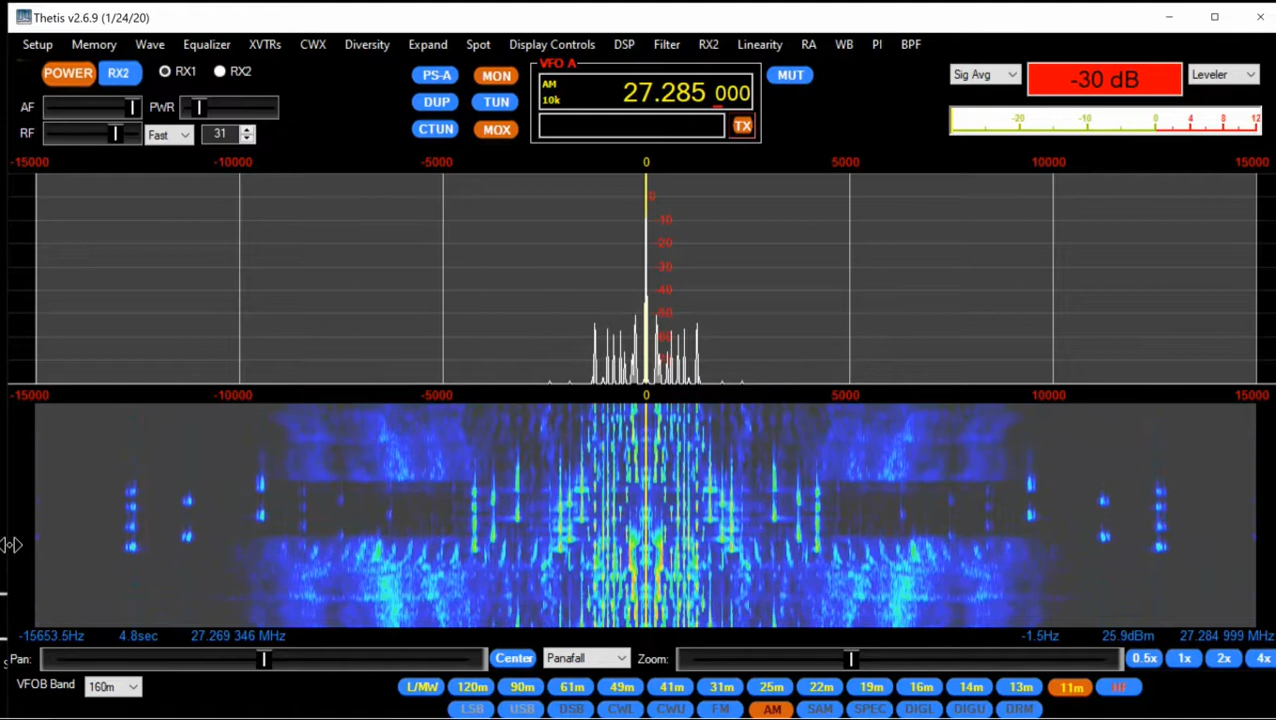 Thetis v2.6.9 (1/24/20)
Setup Memory Wave Equalizer XVTRs CWX Diversity Expand Spot Display Controls DSP Filter RX2 Linearity RA WB PI BPF
POWER RX2 RX1 RX2
PS-A MON
DUP TUN
CTUN MOX
VFO A
AM
10k
27.285 000
TX
MUT
Sig Avg -30 dB Leveler
-20 -10 0 4 8 12
AF PWR
RF Fast 31
-15000 -10000 -5000 0 5000 10000 15000
0
-10
-20
-30
-40
-50
-15000 -10000 -5000 0 5000 10000 15000
-15653.5Hz 4.8sec 27.269 346 MHz -1.5Hz 25.9dBm 27.284 999 MHz
Pan: Center Panafall Zoom: 0.5x 1x 2x 4x
VFOB Band 160m
L/MW 120m 90m 61m 49m 41m 31m 25m 22m 19m 16m 14m 13m 11m
LSB USB DSB CWL CWU FM AM SAM SPEC DIGL DIGU DRM